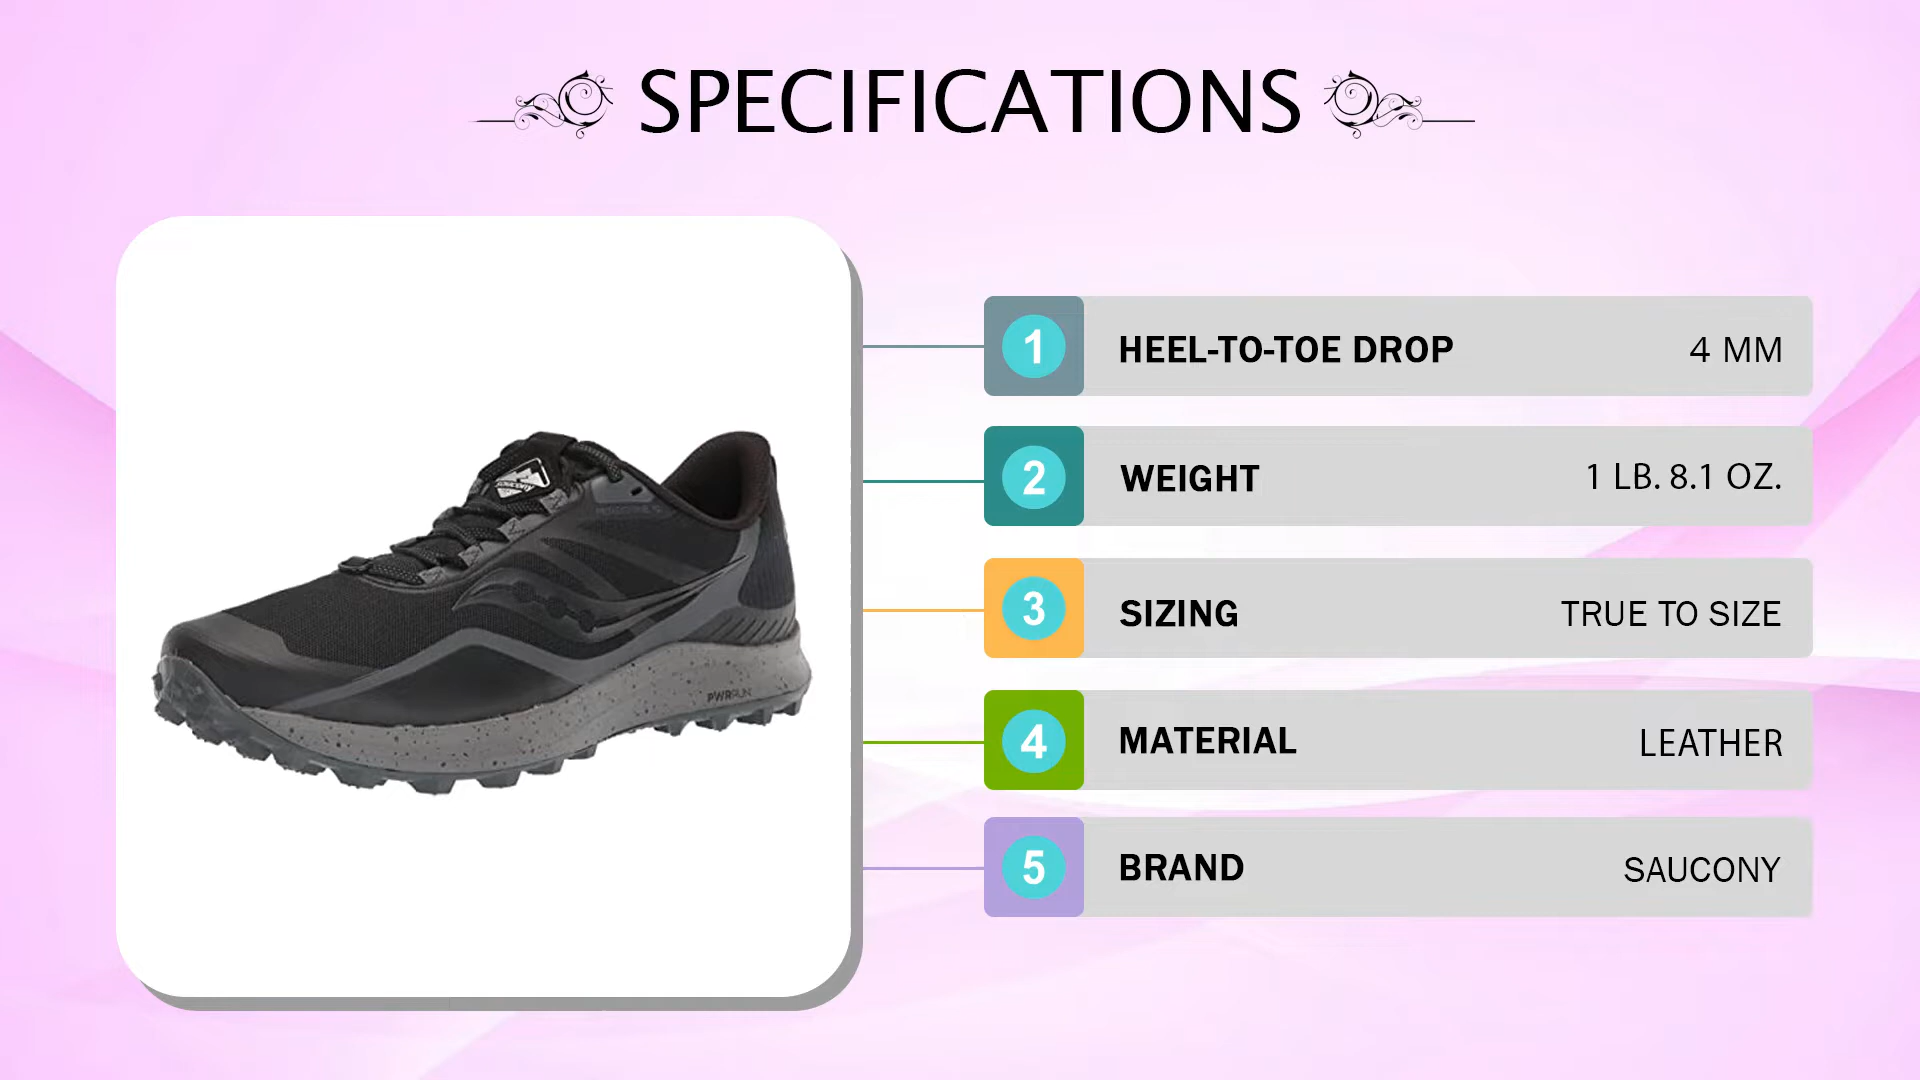 SPECIFICATIONS
1 HEEL-TO-TOE DROP 4 MM
2 WEIGHT 1 LB. 8.1 OZ.
3 SIZING TRUE TO SIZE
4 MATERIAL LEATHER
5 BRAND SAUCONY
saucony
PWRRUN